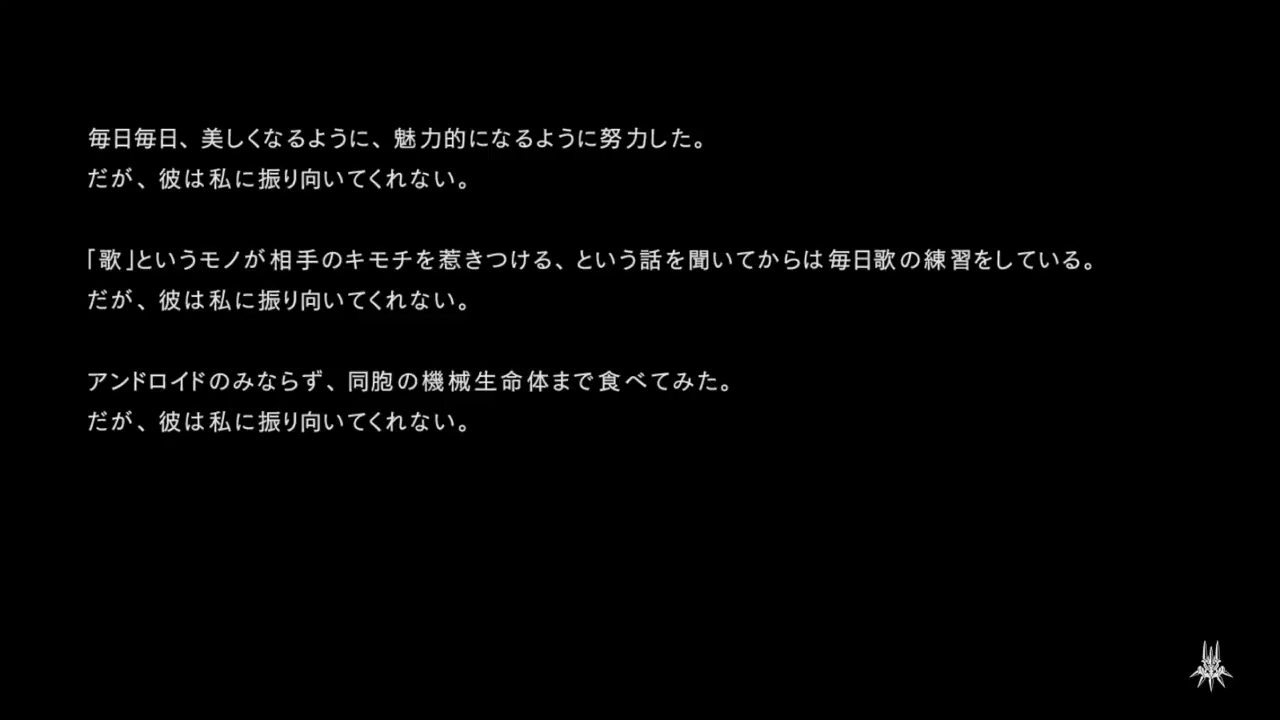 毎日毎日、美しくなるように、魅力的になるように努力した。
だが、彼は私に振り向いてくれない。
「歌」というモノが相手のキモチを惹きつける、という話を聞いてからは毎日歌の練習をしている。
だが、彼は私に振り向いてくれない。
アンドロイドのみならず、同胞の機械生命体まで食べてみた。
だが、彼は私に振り向いてくれない。